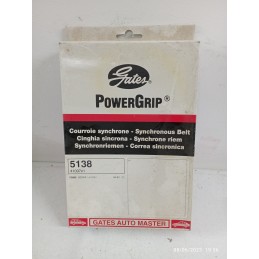 Gates
POWERGRIP®
Courroie synchrone - Synchronous Belt
Cinghia sincrona - Synchrone riem
Synchronriemen - Correa sincronica
5138
GATES AUTO MASTER